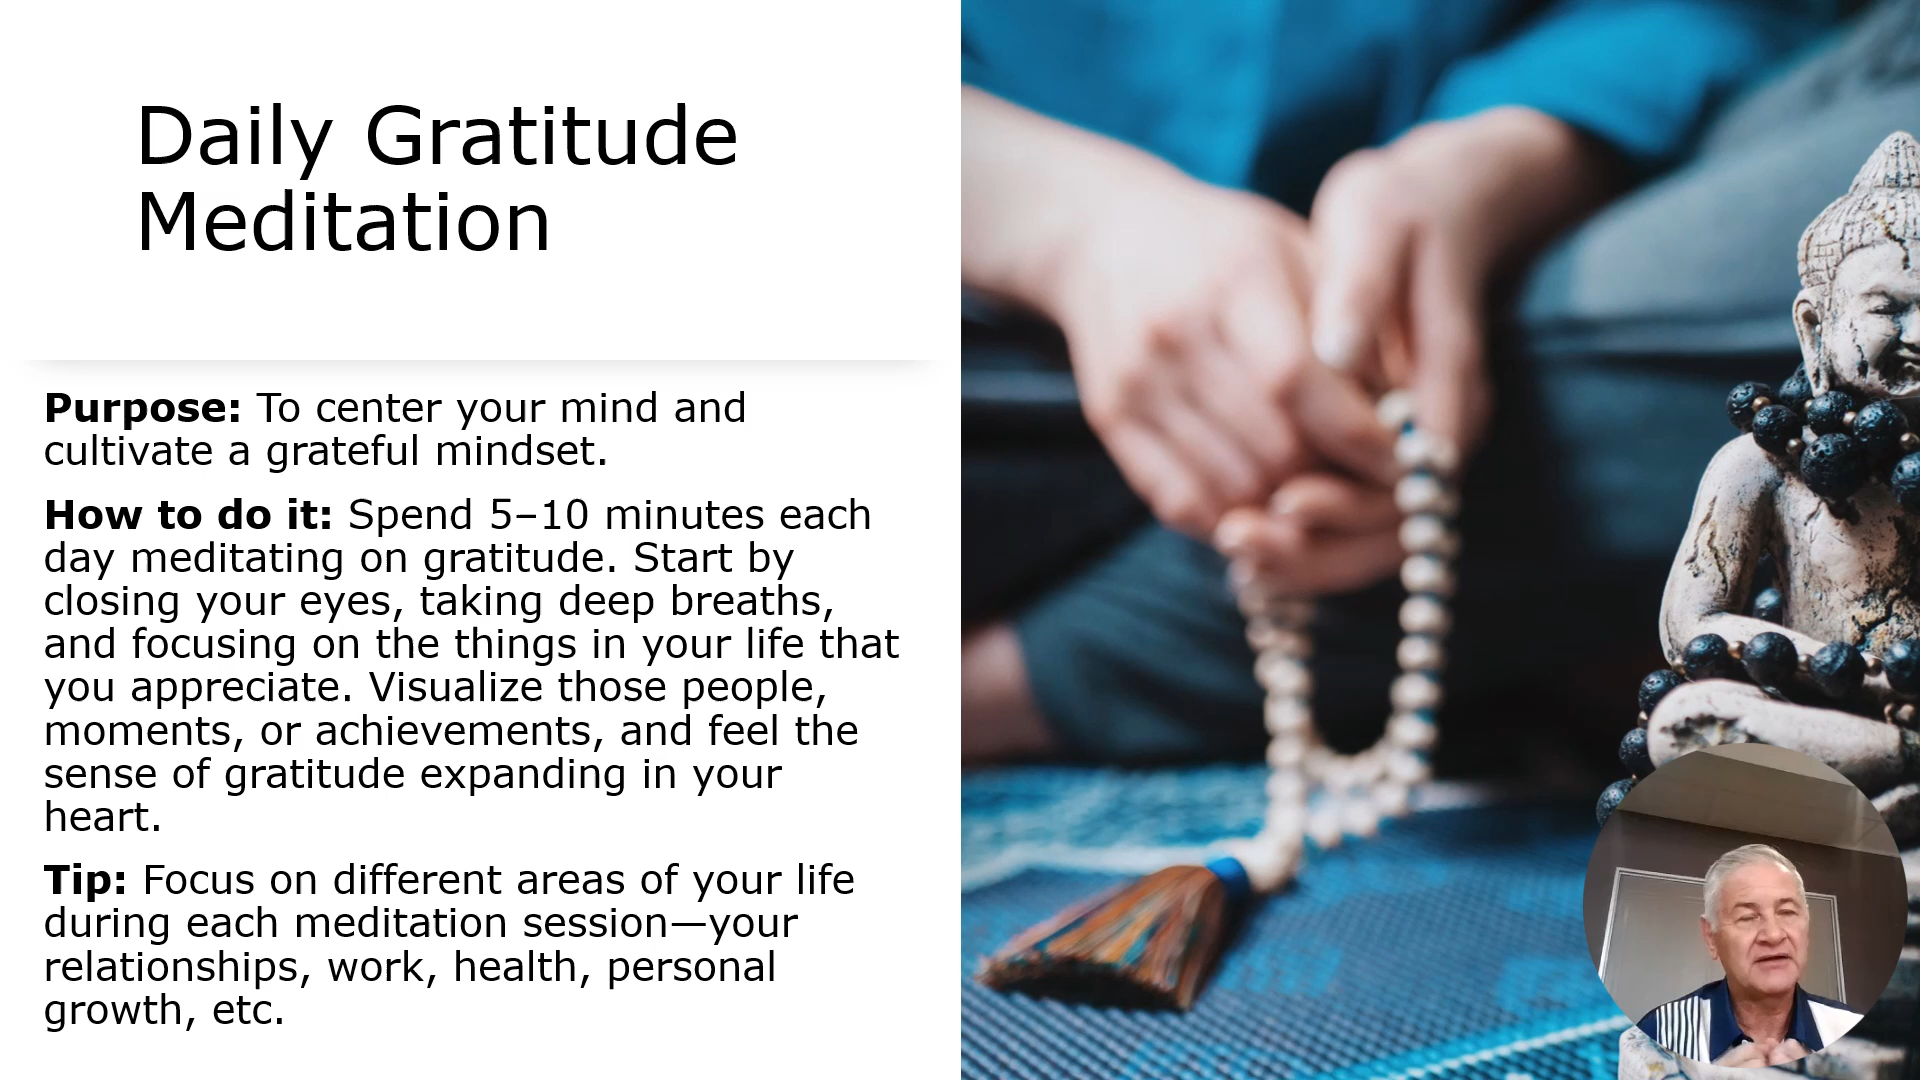 Daily Gratitude
Meditation
Purpose: To center your mind and
cultivate a grateful mindset.
How to do it: Spend 5–10 minutes each
day meditating on gratitude. Start by
closing your eyes, taking deep breaths,
and focusing on the things in your life that
you appreciate. Visualize those people,
moments, or achievements, and feel the
sense of gratitude expanding in your
heart.
Tip: Focus on different areas of your life
during each meditation session—your
relationships, work, health, personal
growth, etc.